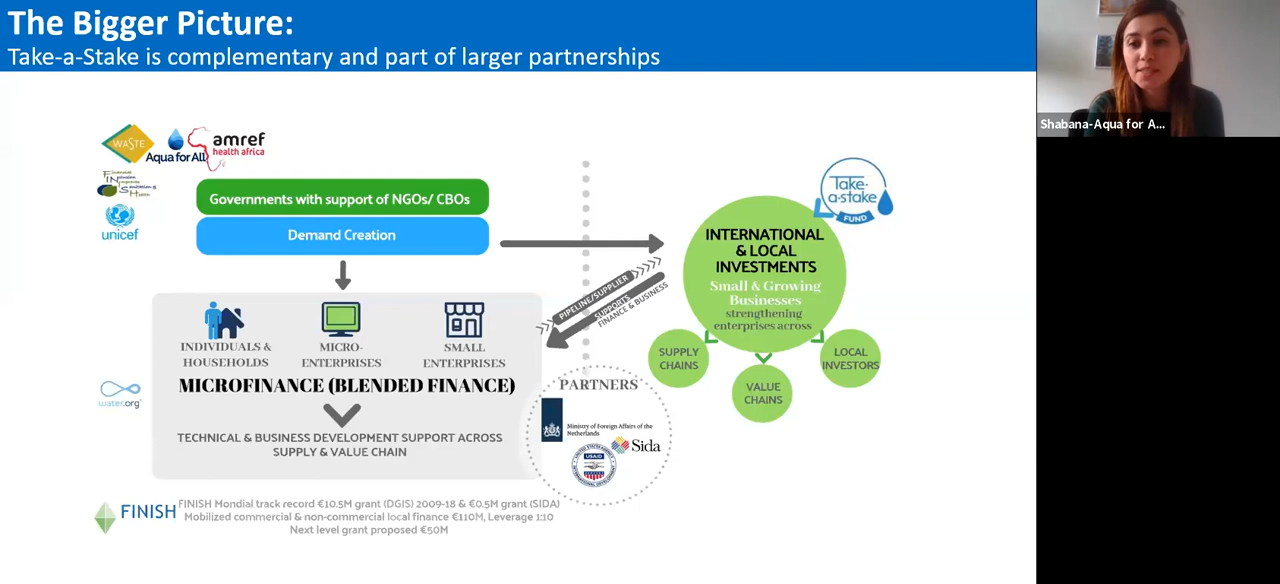 The Bigger Picture:
Take-a-Stake is complementary and part of larger partnerships
Shabana-Aqua for A...
WASTE
Aqua for All
amref
health africa
unicef
Governments with support of NGOs/ CBOs
Demand Creation
Take-
a-stake
FUND
INTERNATIONAL
& LOCAL
INVESTMENTS
Small & Growing
Businesses
strengthening
enterprises across
SUPPLY
CHAINS
VALUE
CHAINS
LOCAL
INVESTORS
PIPELINE/SUPPLIER
SUPPORTS
FINANCE & BUSINESS
INDIVIDUALS &
HOUSEHOLDS
MICRO-
ENTERPRISES
SMALL
ENTERPRISES
MICROFINANCE (BLENDED FINANCE)
TECHNICAL & BUSINESS DEVELOPMENT SUPPORT ACROSS
SUPPLY & VALUE CHAIN
water.org
PARTNERS
Ministry of Foreign Affairs of the
Netherlands
Sida
USAID
FINISH
FINISH Mondial track record €10.5M grant (DGIS) 2009-18 & €0.5M grant (SIDA)
Mobilized commercial & non-commercial local finance €110M, Leverage 1:10
Next level grant proposed €50M